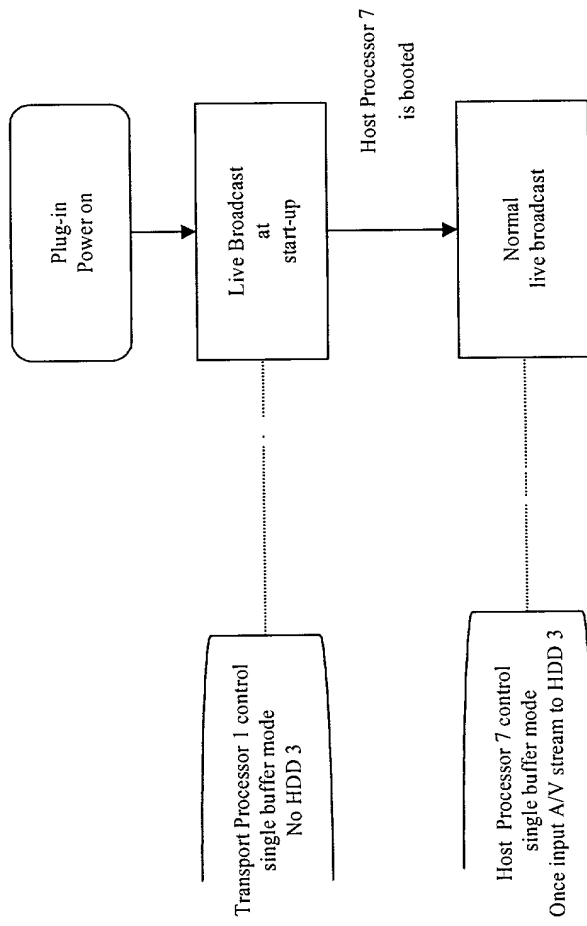 Plug-in
Power on
Live Broadcast
at
start-up
Transport Processor 1 control
single buffer mode
No HDD 3
Host Processor 7
is booted
Normal
live broadcast
Host Processor 7 control
single buffer mode
Once input A/V stream to HDD 3